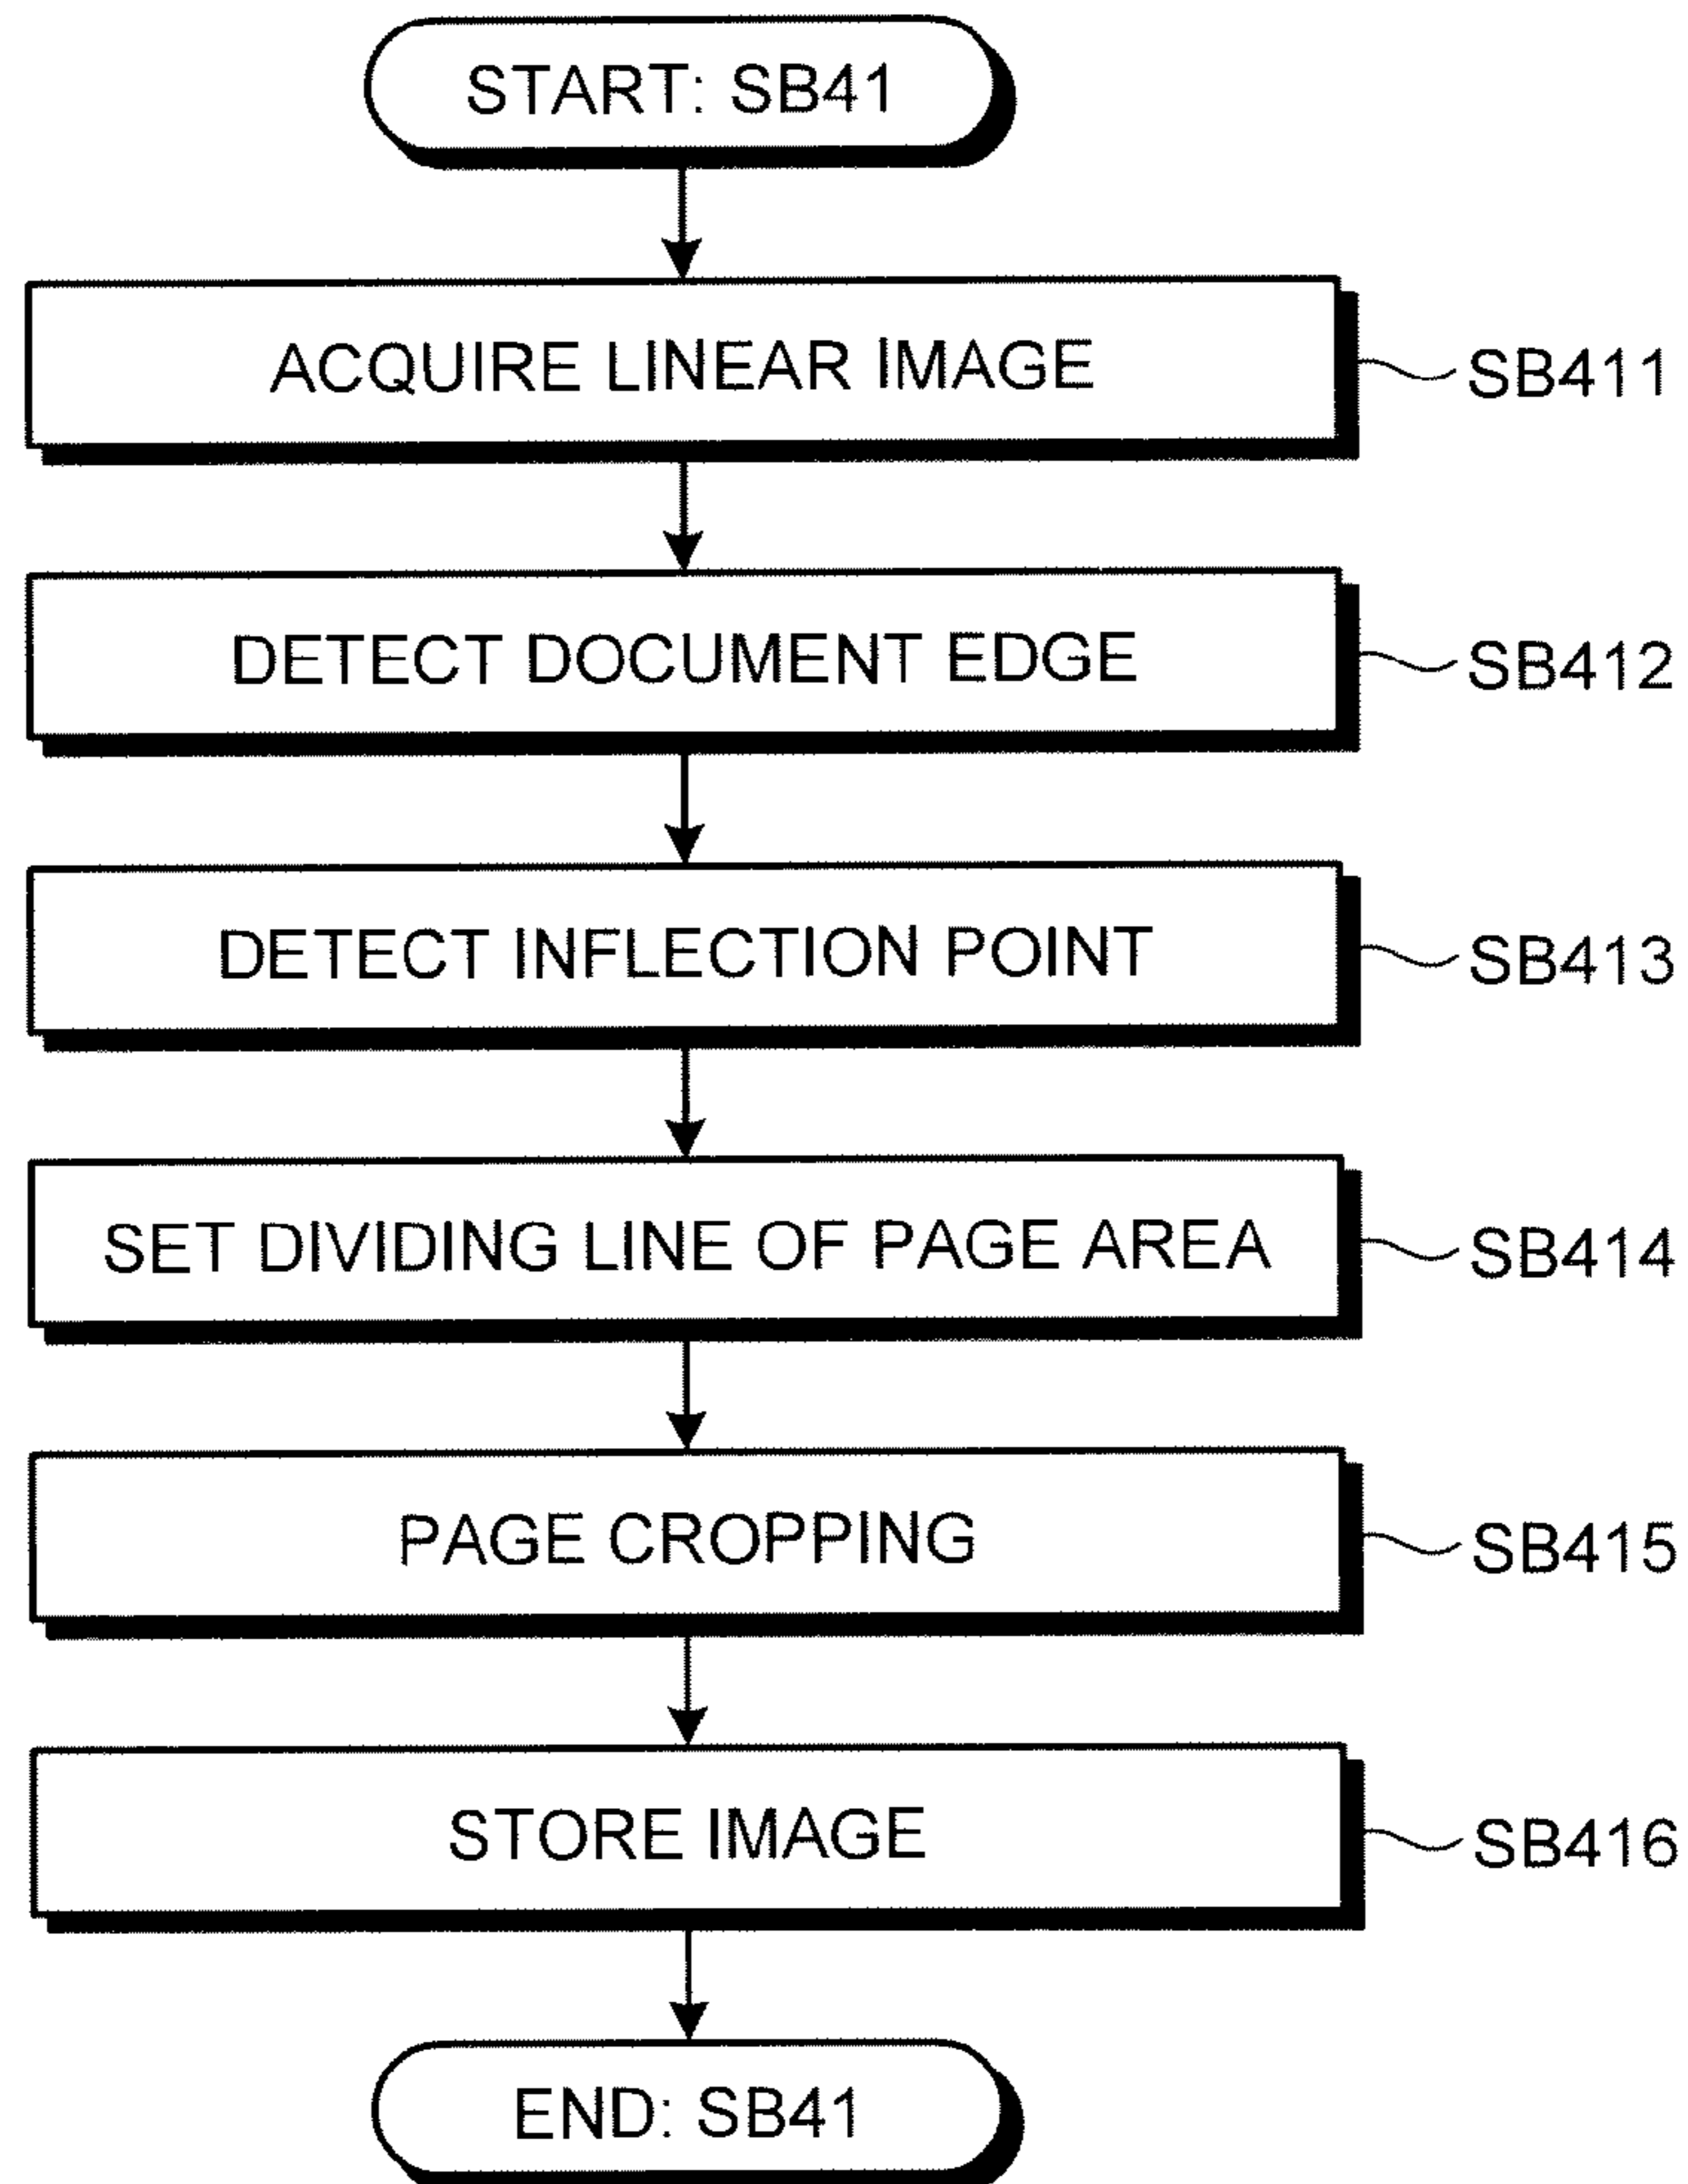 START: SB41
ACQUIRE LINEAR IMAGE
SB411
DETECT DOCUMENT EDGE
SB412
DETECT INFLECTION POINT
SB413
SET DIVIDING LINE OF PAGE AREA
SB414
PAGE CROPPING
SB415
STORE IMAGE
SB416
END: SB41